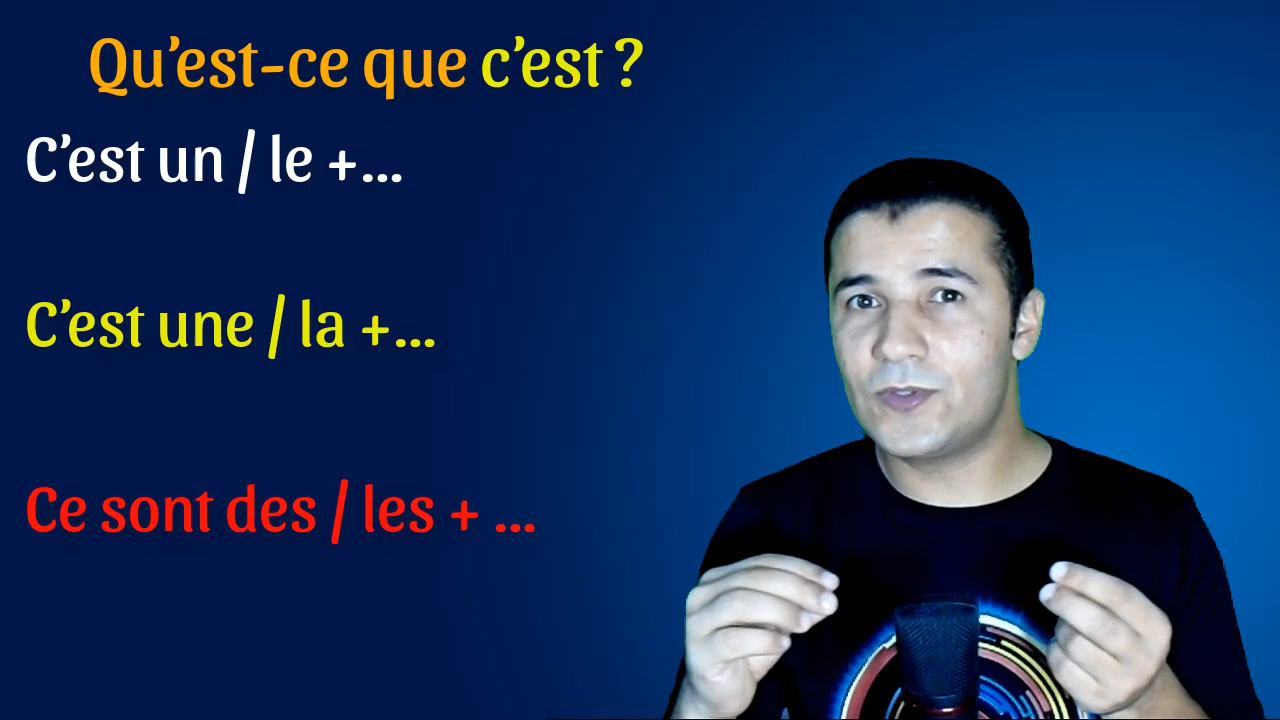 Qu’est-ce que c’est ?
C’est un / le +...
C’est une / la +...
Ce sont des / les + ...